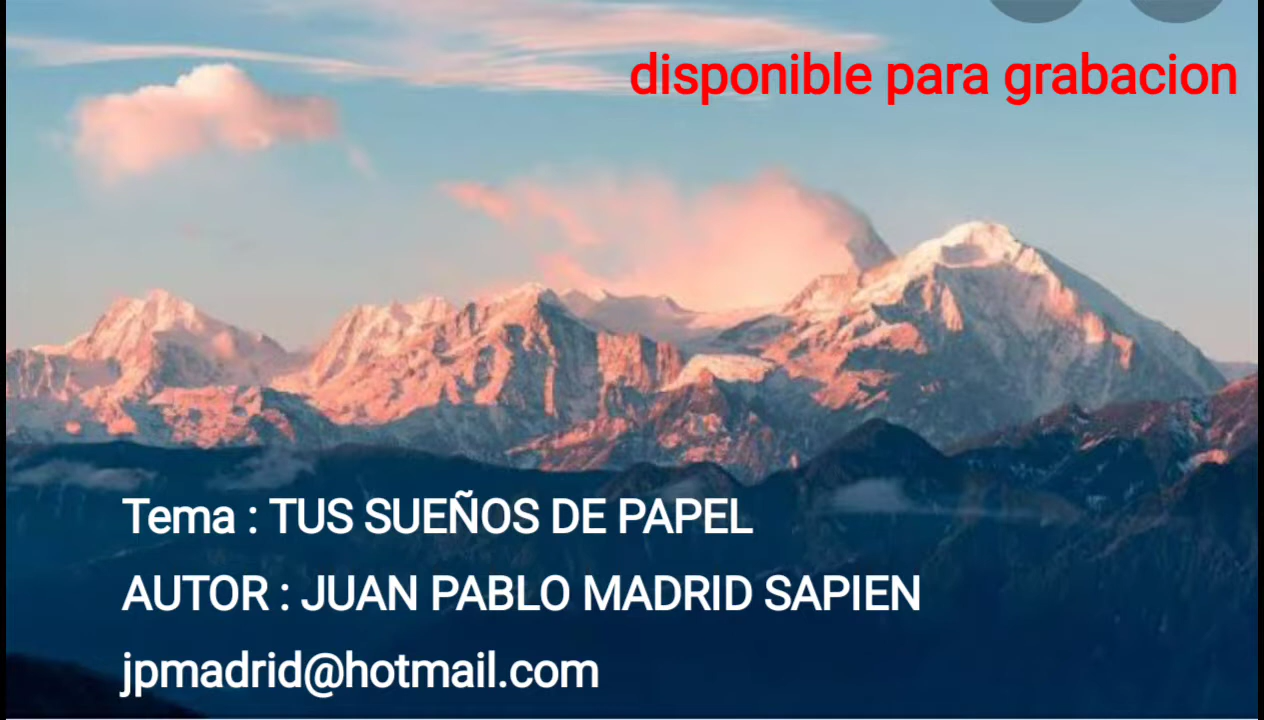 disponible para grabacion
Tema : TUS SUEÑOS DE PAPEL
AUTOR : JUAN PABLO MADRID SAPIEN
jpmadrid@hotmail.com